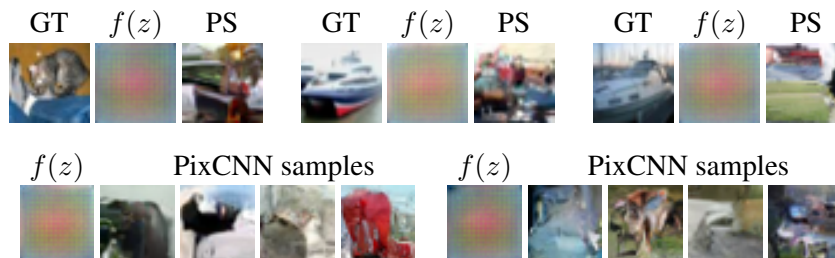 GT f(z) PS GT f(z) PS GT f(z) PS
f(z) PixCNN samples f(z) PixCNN samples